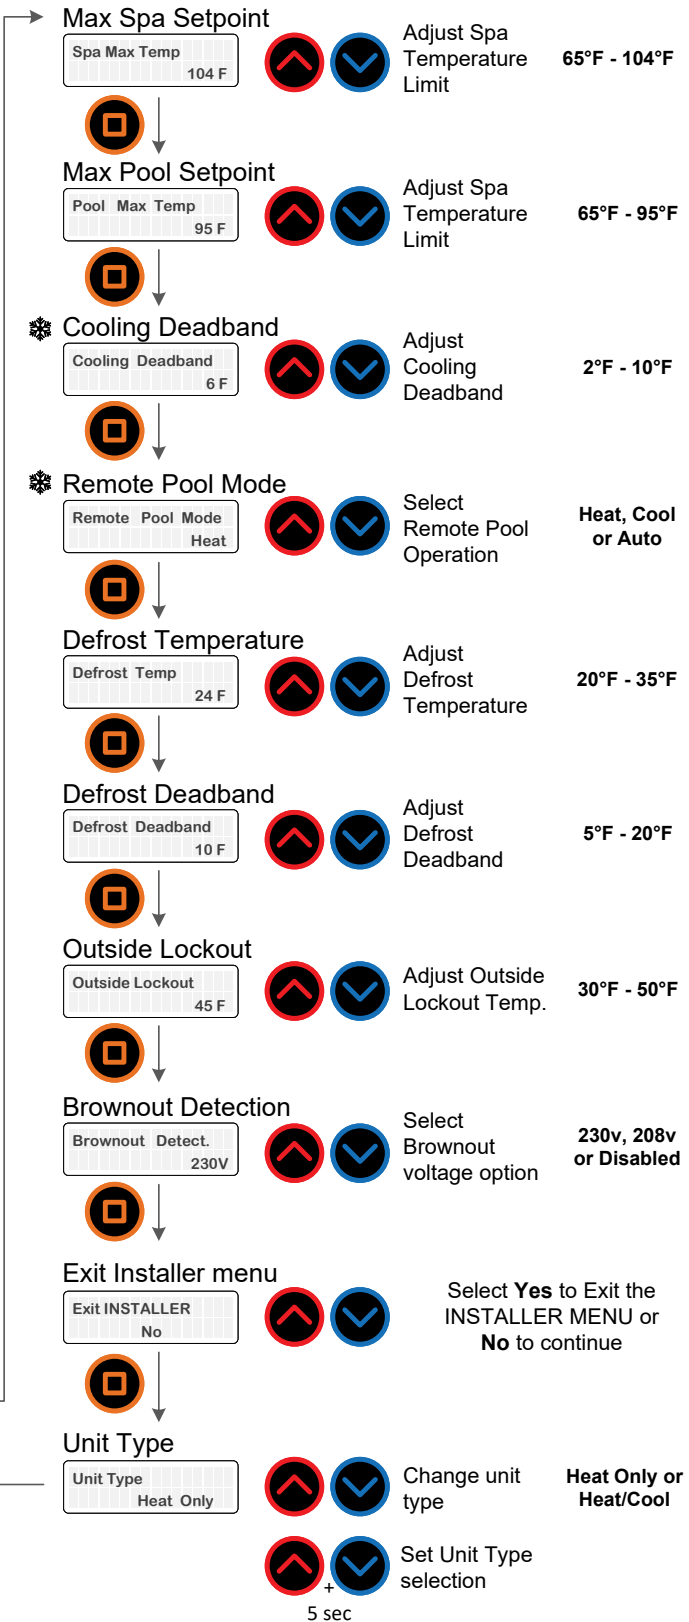 Max Spa Setpoint
Spa Max Temp
104 F
Adjust Spa
Temperature
Limit
65°F - 104°F
Max Pool Setpoint
Pool Max Temp
95 F
Adjust Spa
Temperature
Limit
65°F - 95°F
Cooling Deadband
Cooling Deadband
6 F
Adjust
Cooling
Deadband
2°F - 10°F
Remote Pool Mode
Remote Pool Mode
Heat
Select
Remote Pool
Operation
Heat, Cool
or Auto
Defrost Temperature
Defrost Temp
24 F
Adjust
Defrost
Temperature
20°F - 35°F
Defrost Deadband
Defrost Deadband
10 F
Adjust
Defrost
Deadband
5°F - 20°F
Outside Lockout
Outside Lockout
45 F
Adjust Outside
Lockout Temp.
30°F - 50°F
Brownout Detection
Brownout Detect.
230V
Select
Brownout
voltage option
230v, 208v
or Disabled
Exit Installer menu
Exit INSTALLER
No
Select Yes to Exit the
INSTALLER MENU or
No to continue
Unit Type
Unit Type
Heat Only
Change unit
type
Heat Only or
Heat/Cool
+
5 sec
Set Unit Type
selection